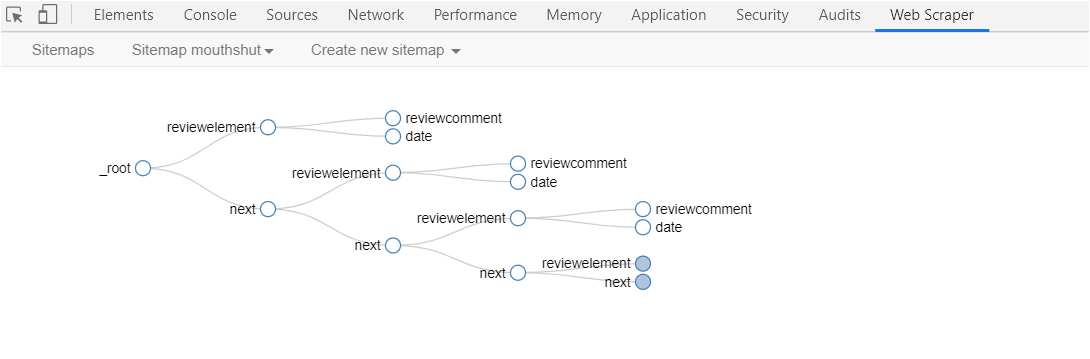 Elements Console Sources Network Performance Memory Application Security Audits Web Scraper
Sitemaps Sitemap mouthshut Create new sitemap
reviewcomment
reviewelement
date
reviewcomment
_root
reviewelement
date
next
reviewcomment
reviewelement
date
next
reviewelement
next
next